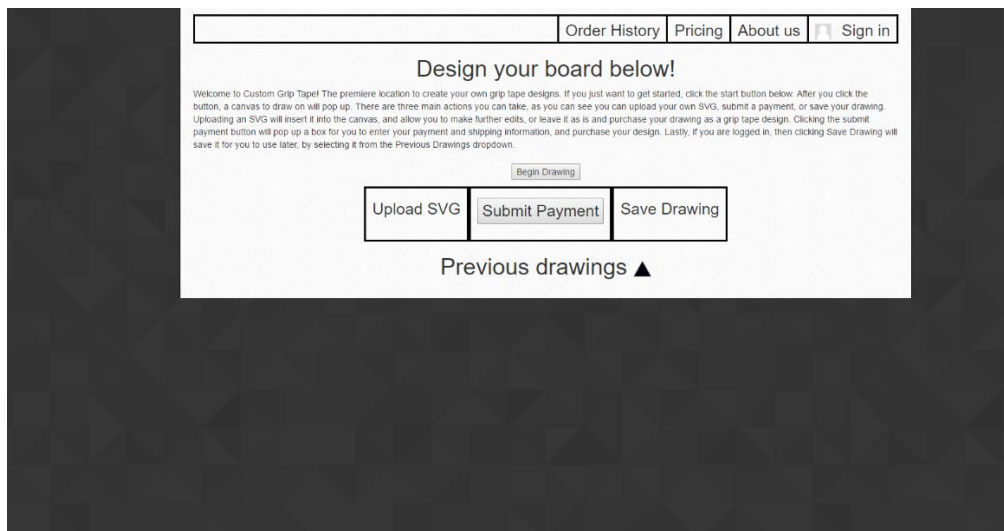 Order History Pricing About us Sign in
Design your board below!
Welcome to Custom Grip Tape! The premiere location to create your own grip tape designs. If you just want to get started, click the start button below. After you click the
button, a canvas to draw on will pop up. There are three main actions you can take, as you can see you can upload your own SVG, submit a payment, or save your drawing.
Uploading an SVG will insert it into the canvas, and allow you to make further edits, or leave it as is and purchase your drawing as a grip tape design. Clicking the submit
payment button will pop up a box for you to enter your payment and shipping information, and purchase your design. Lastly, if you are logged in, then clicking Save Drawing will
save it for you to use later, by selecting it from the Previous Drawings dropdown.
Begin Drawing
Upload SVG Submit Payment Save Drawing
Previous drawings